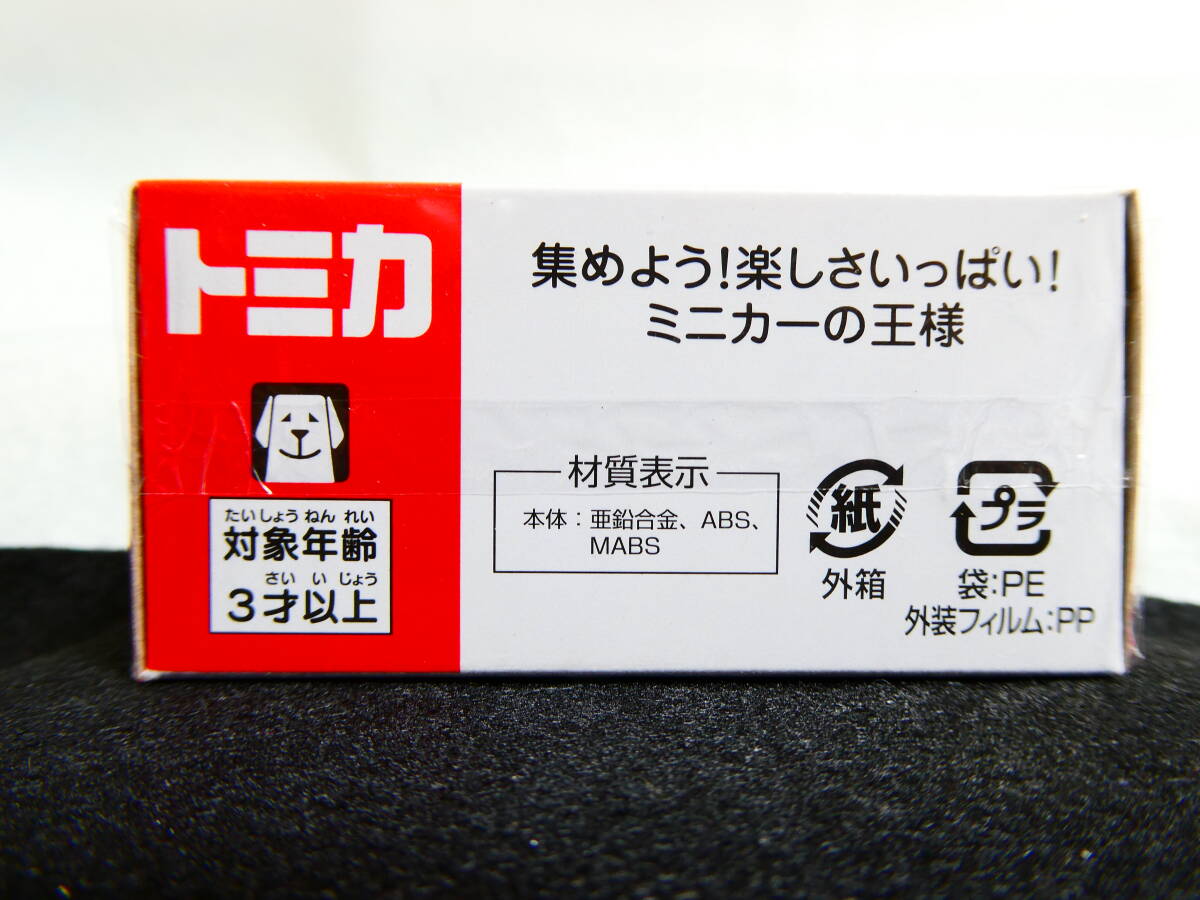 トミカ
たいしょうねんれい
対象年齢
さいいじょう
3才以上
集めよう!楽しさいっぱい!
ミニカーの王様
材質表示
本体:亜鉛合金、ABS、
MABS
紙
外箱
プラ
袋:PE
外装フィルム:PP